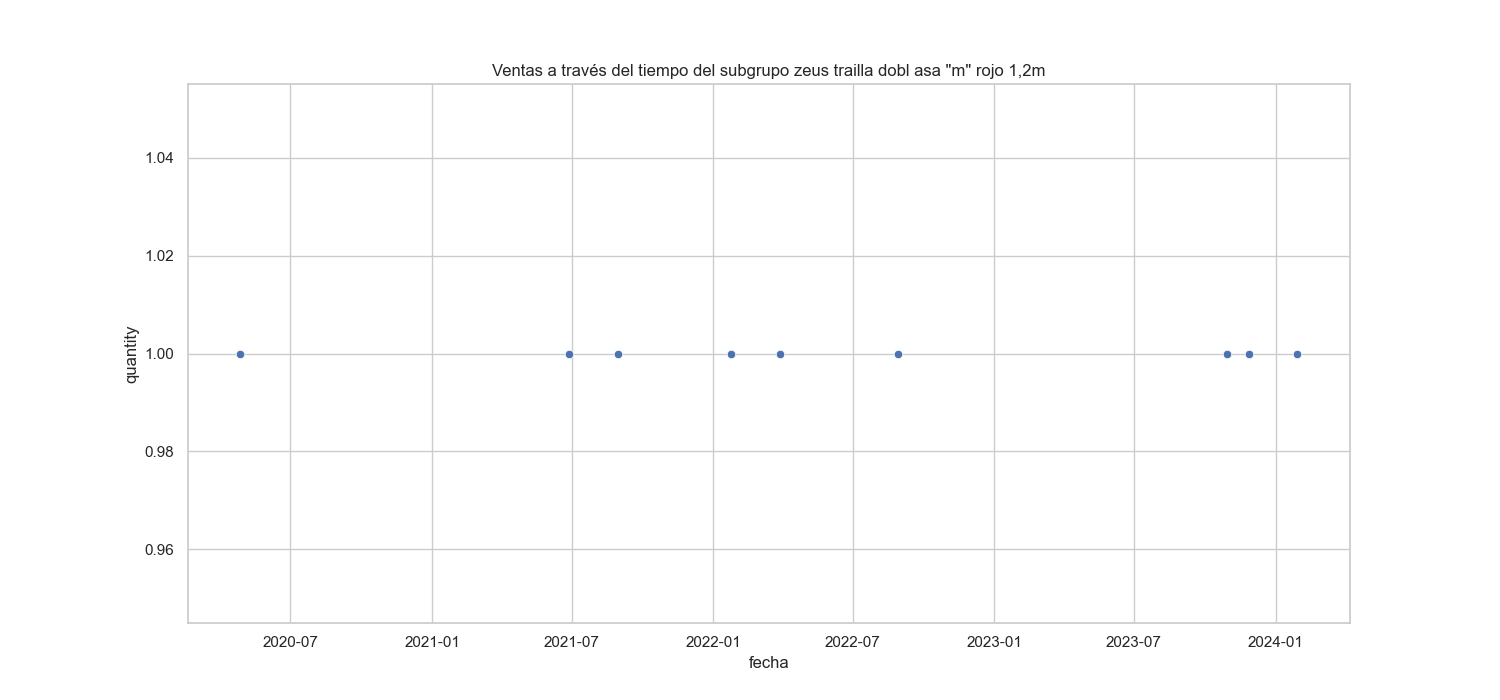 Ventas a través del tiempo del subgrupo zeus trailla dobl asa "m" rojo 1,2m
quantity
1.04
1.02
1.00
0.98
0.96
2020-07 2021-01 2021-07 2022-01 2022-07 2023-01 2023-07 2024-01
fecha